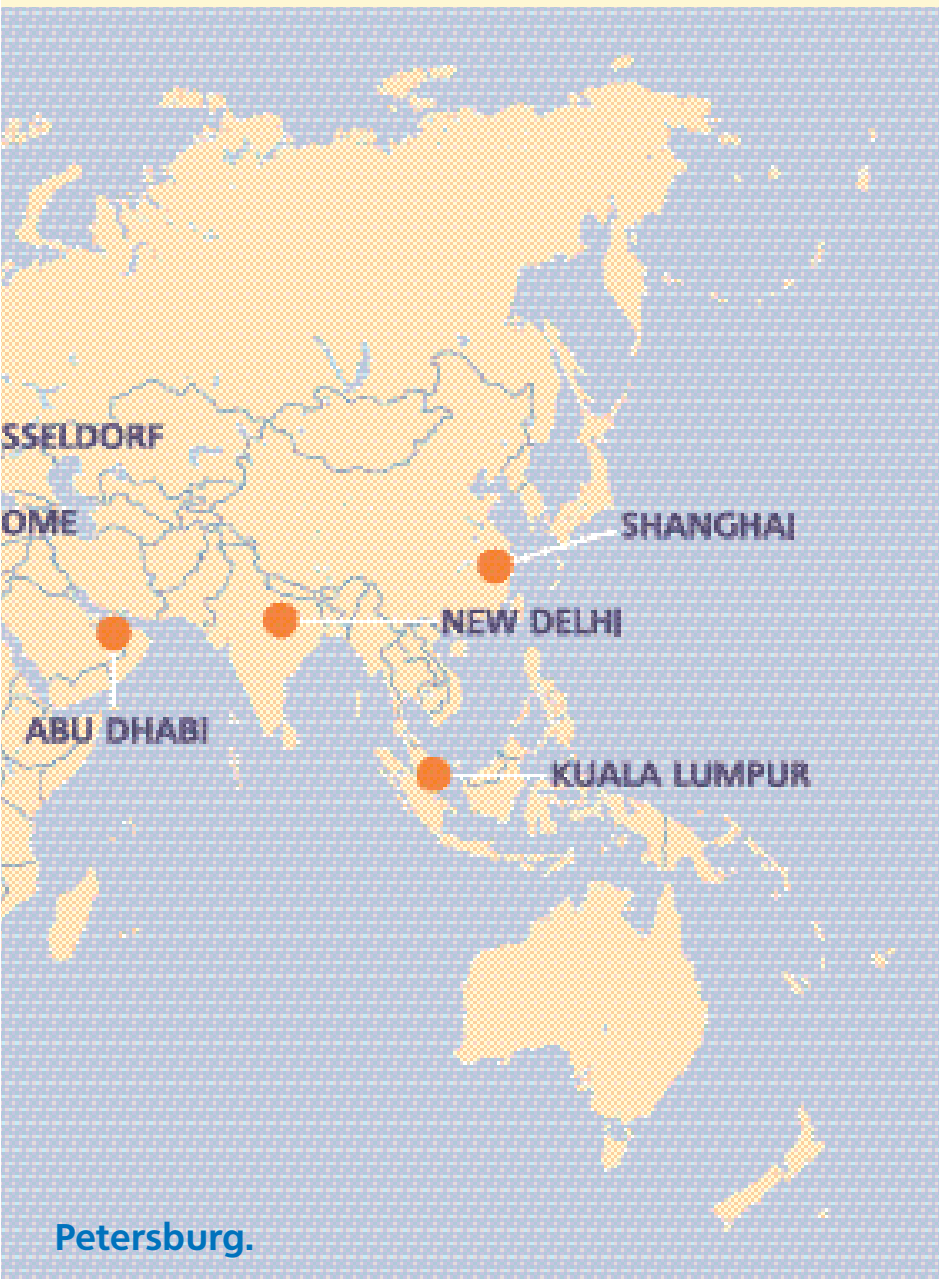 SSELDORF
OME
SHANGHAI
NEW DELHI
ABU DHABI
KUALA LUMPUR
Petersburg.